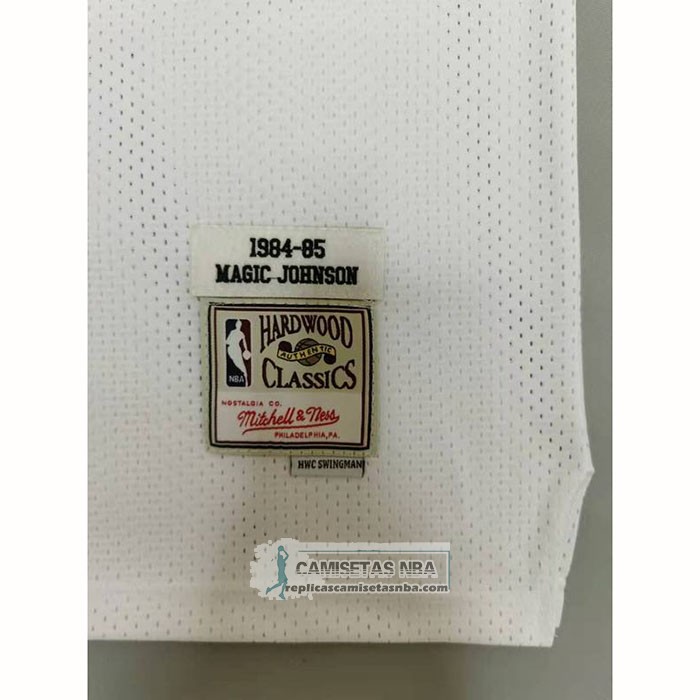 1984-85
MAGIC JOHNSON
HARDWOOD
AUTHENTIC
CLASSICS
NBA
NOSTALGIA CO.
Mitchell & Ness
PHILADELPHIA, PA.
HWC SWINGMAN
CAMISETAS NBA
replicascamisetasnba.com